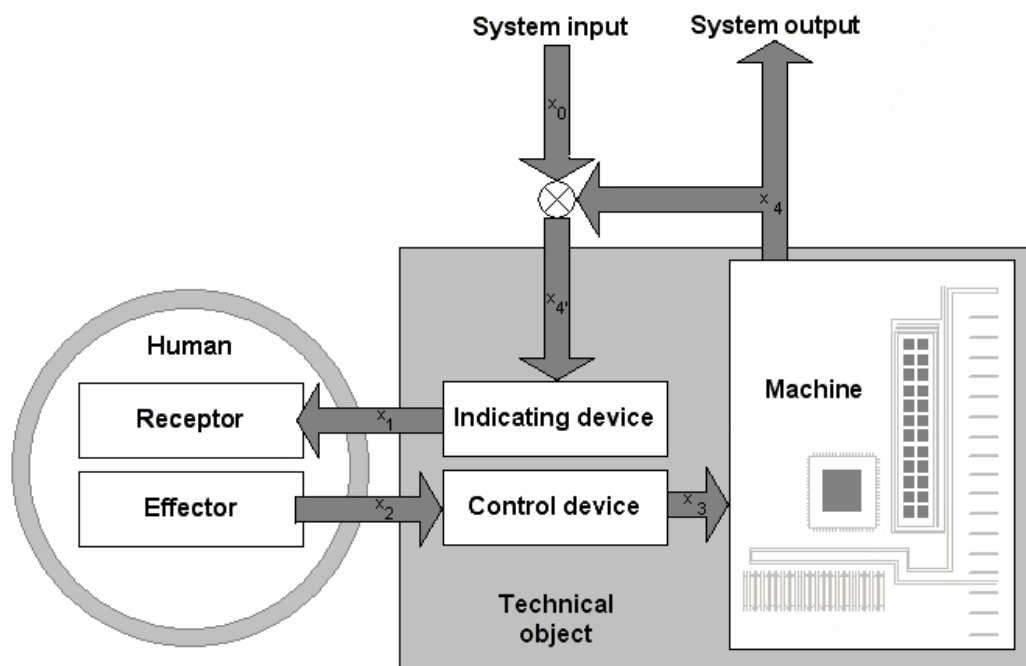 System input
System output
x0
x4
x4'
Human
Receptor
x1
Indicating device
Machine
Effector
x2
Control device
x3
Technical
object